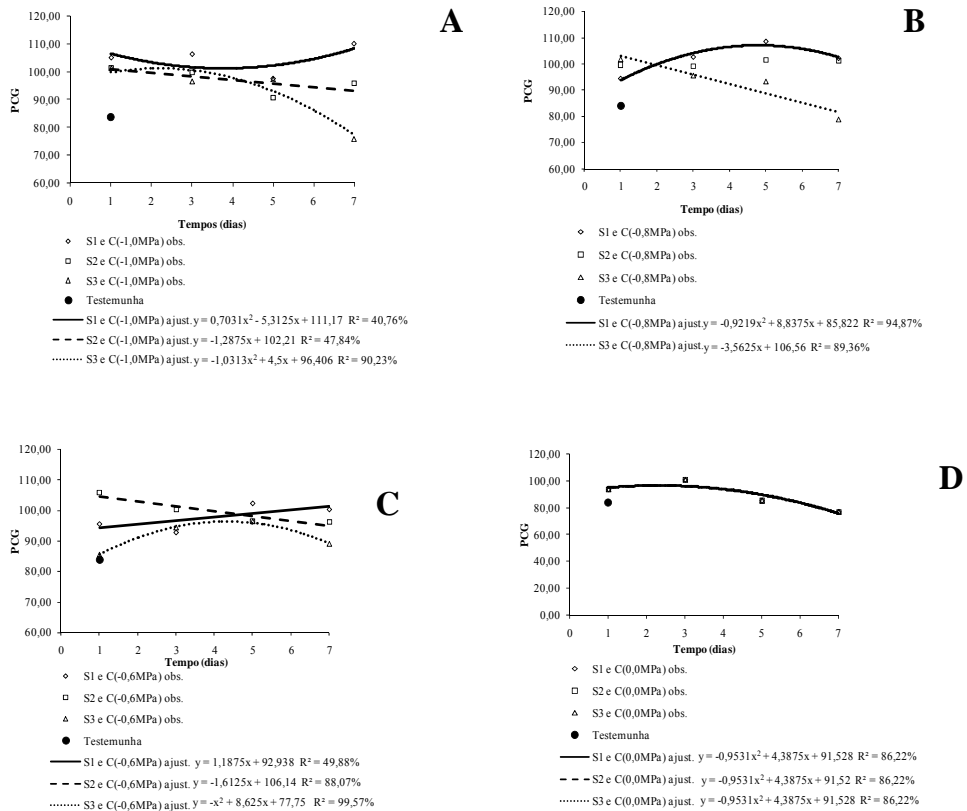 A
120,00
110,00
100,00
90,00
80,00
70,00
60,00
PCG
0 1 2 3 4 5 6 7
Tempos (dias)
S1 e C(-1,0MPa) obs.
S2 e C(-1,0MPa) obs.
S3 e C(-1,0MPa) obs.
Testemunha
S1 e C(-1,0MPa) ajust. y = 0,7031x² - 5,3125x + 111,17 R² = 40,76%
S2 e C(-1,0MPa) ajust. y = -1,2875x + 102,21 R² = 47,84%
S3 e C(-1,0MPa) ajust. y = -1,0313x² + 4,5x + 96,406 R² = 90,23%
B
120,00
110,00
100,00
90,00
80,00
70,00
60,00
PCG
0 1 2 3 4 5 6 7
Tempo (dias)
S1 e C(-0,8MPa) obs.
S2 e C(-0,8MPa) obs.
S3 e C(-0,8MPa) obs.
Testemunha
S1 e C(-0,8MPa) ajust. y = -0,9219x² + 8,8375x + 85,822 R² = 94,87%
S3 e C(-0,8MPa) ajust. y = -3,5625x + 106,56 R² = 89,36%
C
120,00
110,00
100,00
90,00
80,00
70,00
60,00
PCG
0 1 2 3 4 5 6 7
Tempo (dias)
S1 e C(-0,6MPa) obs.
S2 e C(-0,6MPa) obs.
S3 e C(-0,6MPa) obs.
Testemunha
S1 e C(-0,6MPa) ajust. y = 1,1875x + 92,938 R² = 49,88%
S2 e C(-0,6MPa) ajust. y = -1,6125x + 106,14 R² = 88,07%
S3 e C(-0,6MPa) ajust. y = -x² + 8,625x + 77,75 R² = 99,57%
D
120,00
100,00
80,00
60,00
40,00
20,00
0,00
PCG
0 1 2 3 4 5 6 7
Tempo (dias)
S1 e C(0,0MPa) obs.
S2 e C(0,0MPa) obs.
S3 e C(0,0MPa) obs.
Testemunha
S1 e C(0,0MPa) ajust. y = -0,9531x² + 4,3875x + 91,528 R² = 86,22%
S2 e C(0,0MPa) ajust. y = -0,9531x² + 4,3875x + 91,52 R² = 86,22%
S3 e C(0,0MPa) ajust. y = -0,9531x² + 4,3875x + 91,528 R² = 86,22%